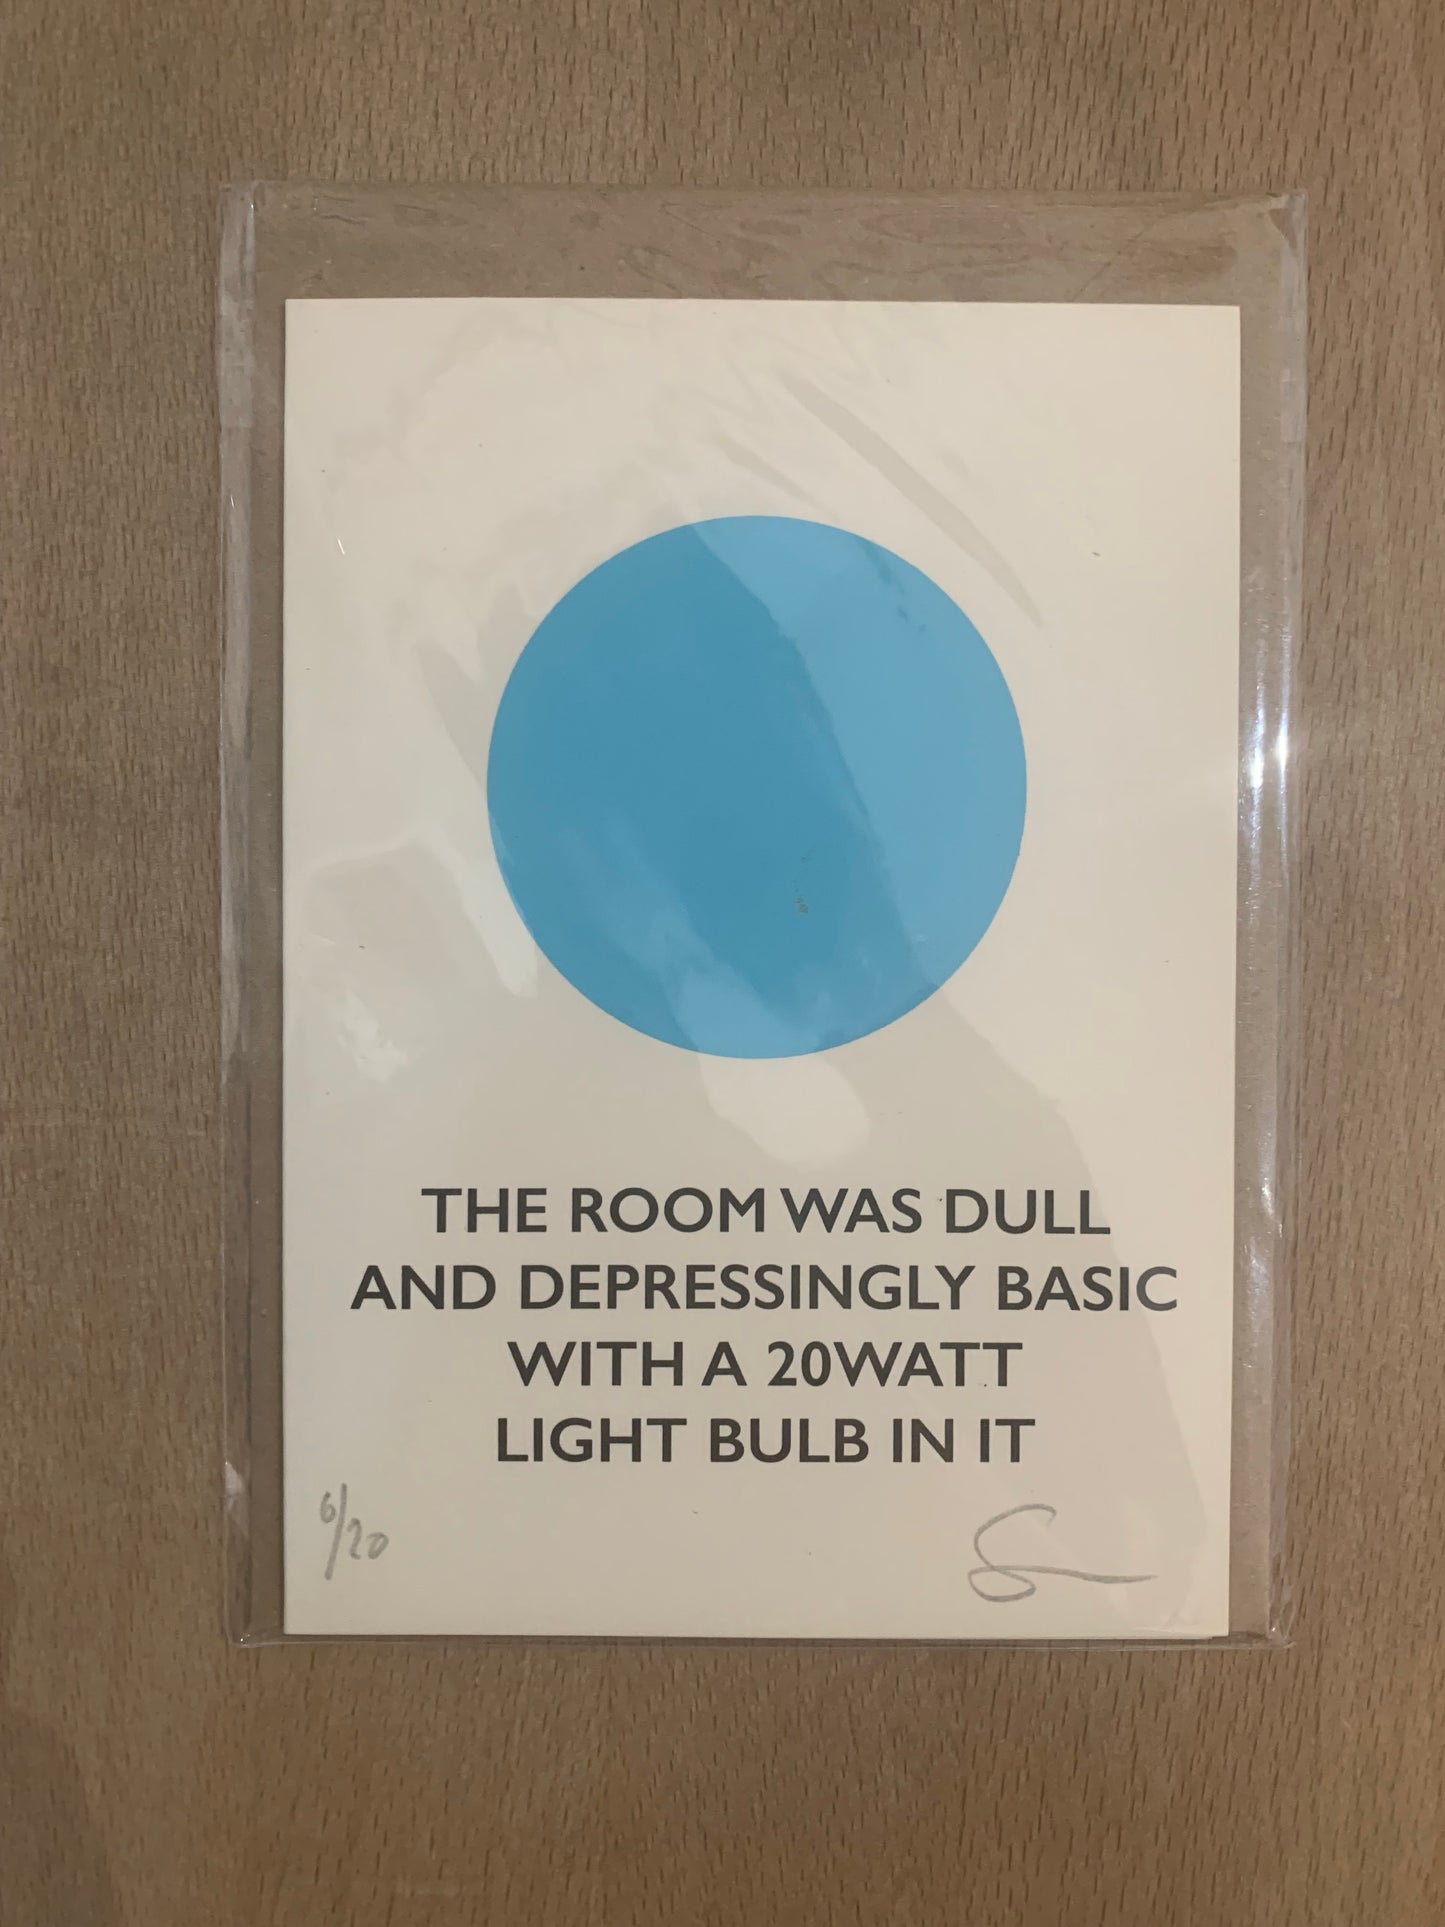 THE ROOM WAS DULL
AND DEPRESSINGLY BASIC
WITH A 20WATT
LIGHT BULB IN IT
6/20